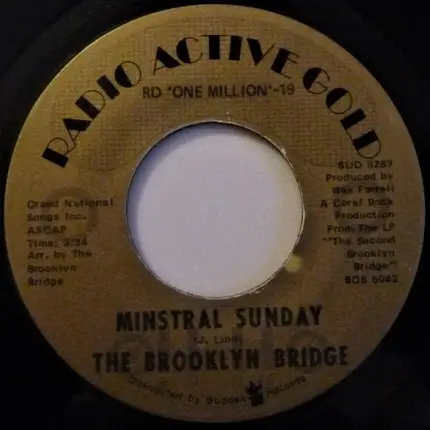 RADIO ACTIVE GOLD
RD "ONE MILLION"-19
Grand National
Songs Inc.
ASCAP
Time: 3:34
Arr. by The
Brooklyn
Bridge
BUD 5287
Produced by
Wes Farrell
A Coral Rock
Production
From The LP
"The Second
Brooklyn
Bridge"
BDS 5042
MINSTRAL SUNDAY
(J. Lind)
THE BROOKLYN BRIDGE
Distributed by Buddah Records